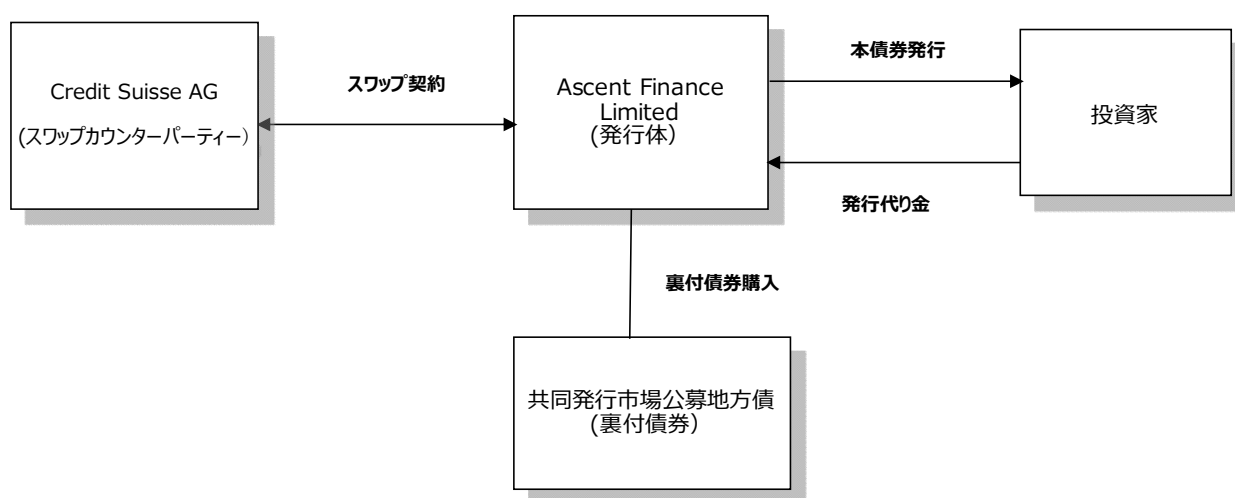 Credit Suisse AG
(スワップカウンターパーティー)
スワップ契約
Ascent Finance
Limited
(発行体)
本債券発行
投資家
発行代り金
裏付債券購入
共同発行市場公募地方債
(裏付債券)